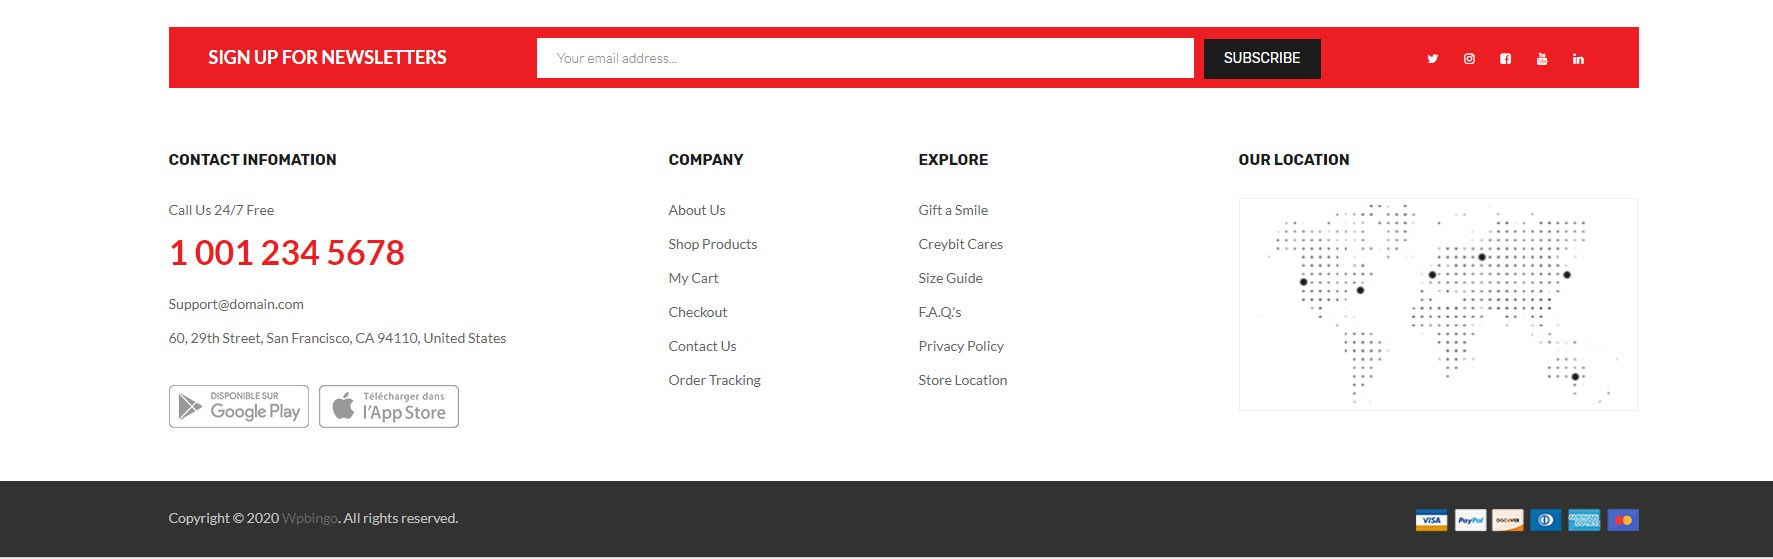 SIGN UP FOR NEWSLETTERS
Your email address...
SUBSCRIBE
CONTACT INFOMATION
Call Us 24/7 Free
1 001 234 5678
Support@domain.com
60, 29th Street, San Francisco, CA 94110, United States
DISPONIBLE SUR
Google Play
Télécharger dans
l'App Store
COMPANY
About Us
Shop Products
My Cart
Checkout
Contact Us
Order Tracking
EXPLORE
Gift a Smile
Creybit Cares
Size Guide
F.A.Q.'s
Privacy Policy
Store Location
OUR LOCATION
Copyright © 2020 Wpbingo. All rights reserved.
VISA PayPal DISCOVER AMERICAN EXPRESS